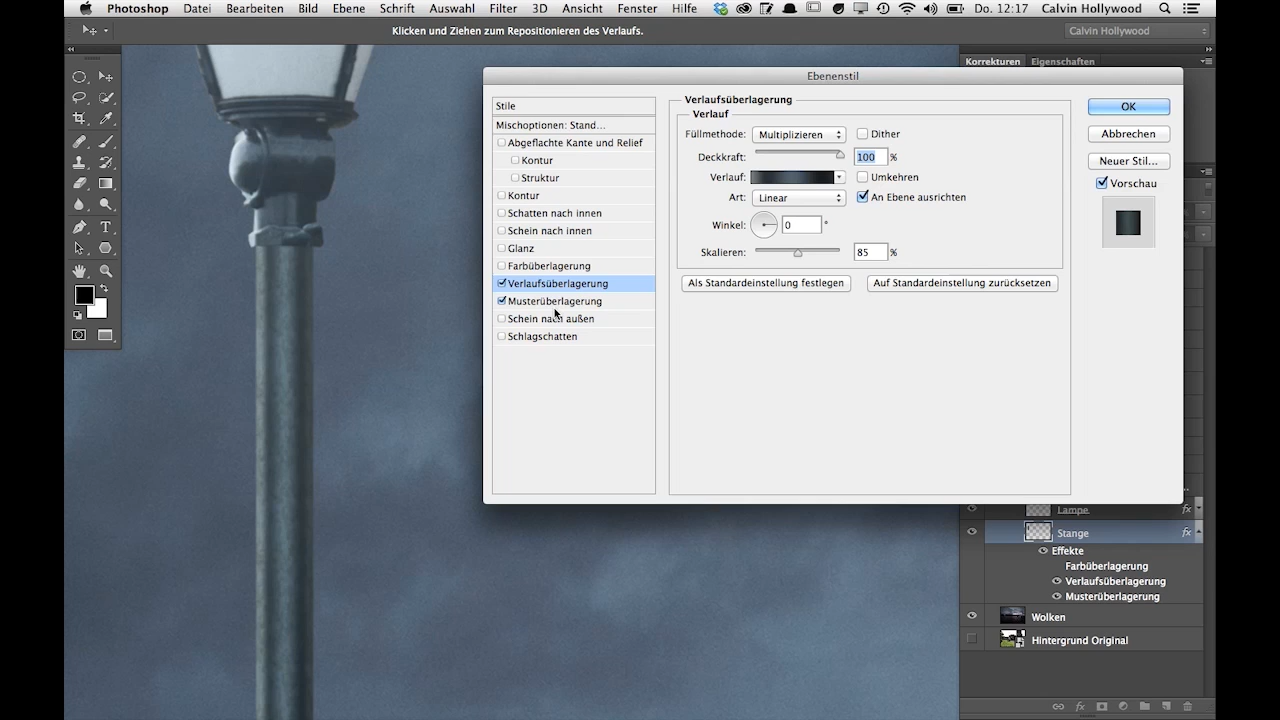 Photoshop Datei Bearbeiten Bild Ebene Schrift Auswahl Filter 3D Ansicht Fenster Hilfe Do. 12:17 Calvin Hollywood
Klicken und Ziehen zum Repositionieren des Verlaufs. Calvin Hollywood
Korrekturen Eigenschaften
Ebenenstil
Stile
Mischoptionen: Stand...
Abgeflachte Kante und Relief
Kontur
Struktur
Kontur
Schatten nach innen
Schein nach innen
Glanz
Farbüberlagerung
Verlaufsüberlagerung
Musterüberlagerung
Schein nach außen
Schlagschatten
Verlaufsüberlagerung
Verlauf
Füllmethode: Multiplizieren Dither
Deckkraft: 100 %
Verlauf: Umkehren
Art: Linear An Ebene ausrichten
Winkel: 0 °
Skalieren: 85 %
Als Standardeinstellung festlegen Auf Standardeinstellung zurücksetzen
OK
Abbrechen
Neuer Stil...
Vorschau
Lampe fx
Stange fx
Effekte
Farbüberlagerung
Verlaufsüberlagerung
Musterüberlagerung
Wolken
Hintergrund Original
fx